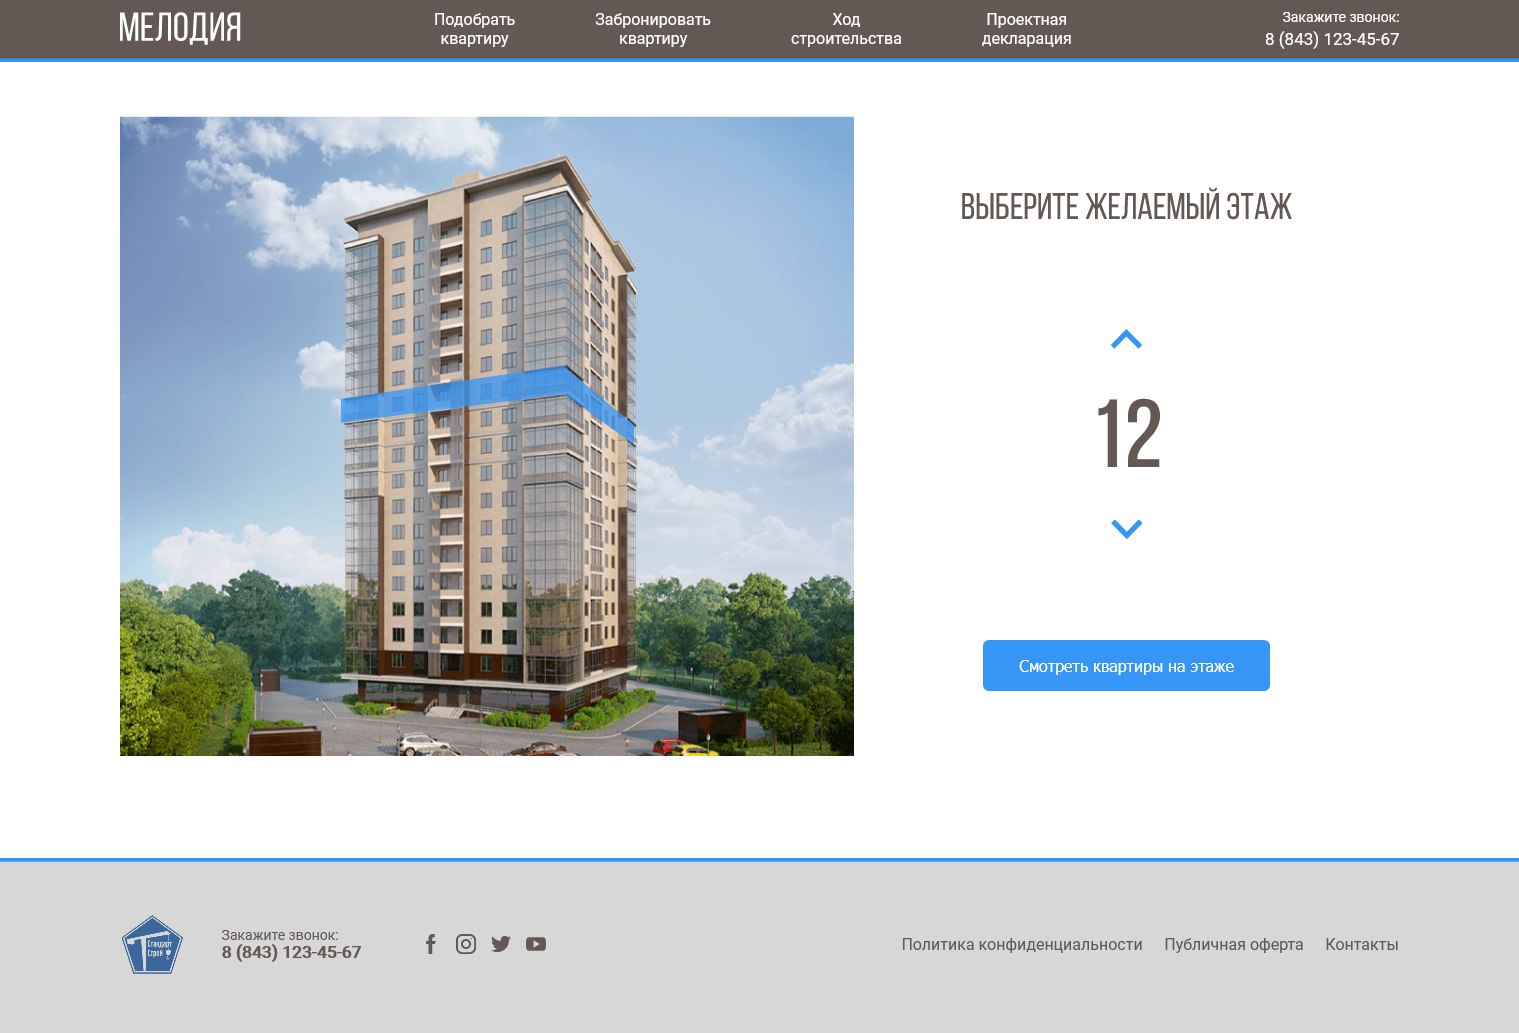 МЕЛОДИЯ
Подобрать
квартиру
Забронировать
квартиру
Ход
строительства
Проектная
декларация
Закажите звонок:
8 (843) 123-45-67
ВЫБЕРИТЕ ЖЕЛАЕМЫЙ ЭТАЖ
12
Смотреть квартиры на этаже
Стандарт
Строй
Закажите звонок:
8 (843) 123-45-67
Политика конфиденциальности
Публичная оферта
Контакты